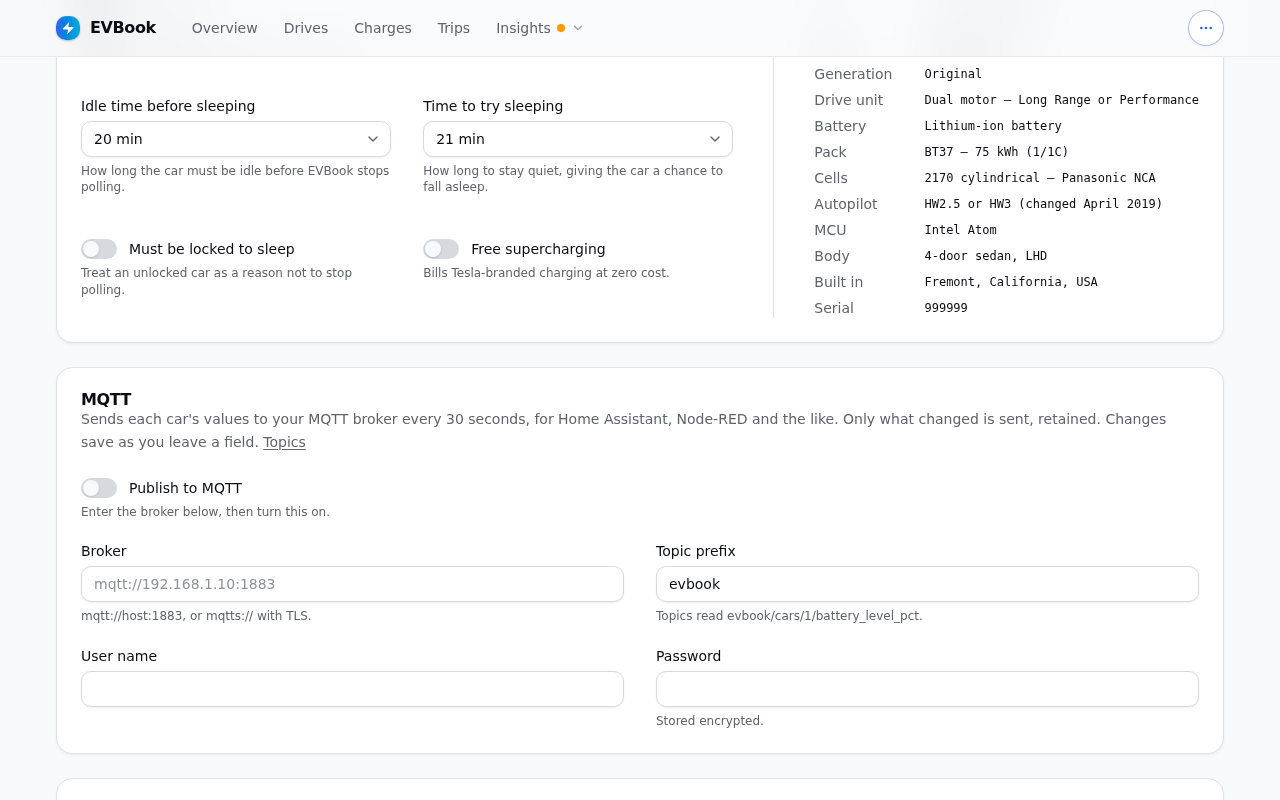 EVBook
Overview
Drives
Charges
Trips
Insights
Idle time before sleeping
20 min
How long the car must be idle before EVBook stops
polling.
Time to try sleeping
21 min
How long to stay quiet, giving the car a chance to
fall asleep.
Must be locked to sleep
Treat an unlocked car as a reason not to stop
polling.
Free supercharging
Bills Tesla-branded charging at zero cost.
Generation Original
Drive unit Dual motor — Long Range or Performance
Battery Lithium-ion battery
Pack BT37 — 75 kWh (1/1C)
Cells 2170 cylindrical — Panasonic NCA
Autopilot HW2.5 or HW3 (changed April 2019)
MCU Intel Atom
Body 4-door sedan, LHD
Built in Fremont, California, USA
Serial 999999
MQTT
Sends each car's values to your MQTT broker every 30 seconds, for Home Assistant, Node-RED and the like. Only what changed is sent, retained. Changes
save as you leave a field. Topics
Publish to MQTT
Enter the broker below, then turn this on.
Broker
mqtt://192.168.1.10:1883
mqtt://host:1883, or mqtts:// with TLS.
Topic prefix
evbook
Topics read evbook/cars/1/battery_level_pct.
User name
Password
Stored encrypted.